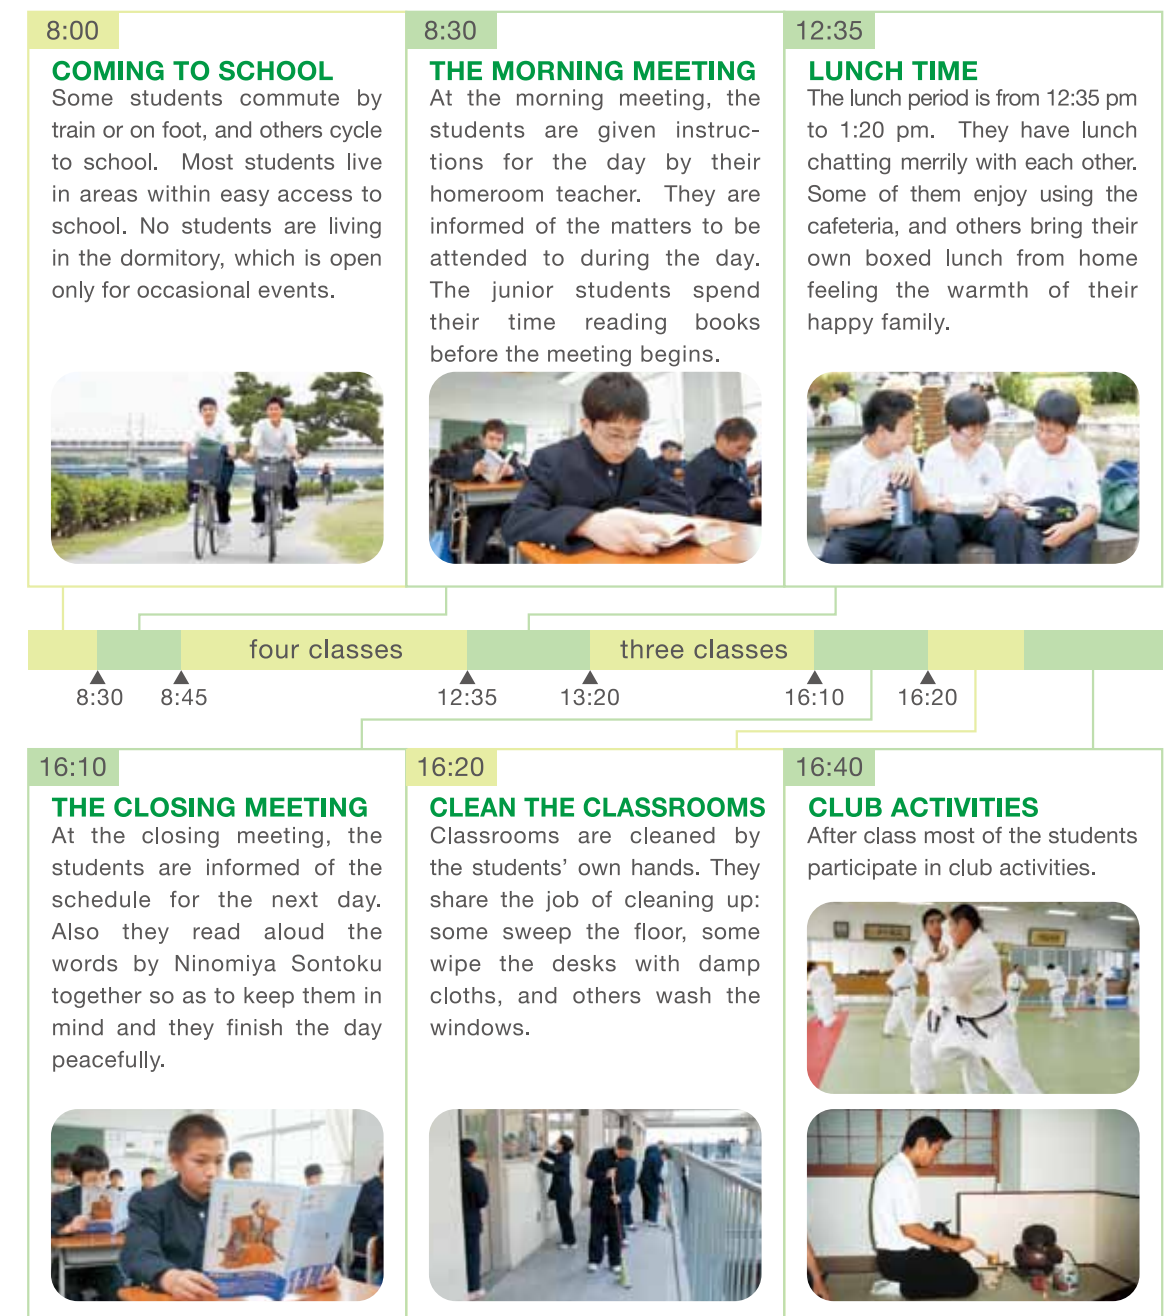 8:00
COMING TO SCHOOL
Some students commute by
train or on foot, and others cycle
to school. Most students live
in areas within easy access to
school. No students are living
in the dormitory, which is open
only for occasional events.
8:30
THE MORNING MEETING
At the morning meeting, the
students are given instruc-
tions for the day by their
homeroom teacher. They are
informed of the matters to be
attended to during the day.
The junior students spend
their time reading books
before the meeting begins.
12:35
LUNCH TIME
The lunch period is from 12:35 pm
to 1:20 pm. They have lunch
chatting merrily with each other.
Some of them enjoy using the
cafeteria, and others bring their
own boxed lunch from home
feeling the warmth of their
happy family.
four classes three classes
8:30 8:45 12:35 13:20 16:10 16:20
16:10
THE CLOSING MEETING
At the closing meeting, the
students are informed of the
schedule for the next day.
Also they read aloud the
words by Ninomiya Sontoku
together so as to keep them in
mind and they finish the day
peacefully.
16:20
CLEAN THE CLASSROOMS
Classrooms are cleaned by
the students’ own hands. They
share the job of cleaning up:
some sweep the floor, some
wipe the desks with damp
cloths, and others wash the
windows.
16:40
CLUB ACTIVITIES
After class most of the students
participate in club activities.